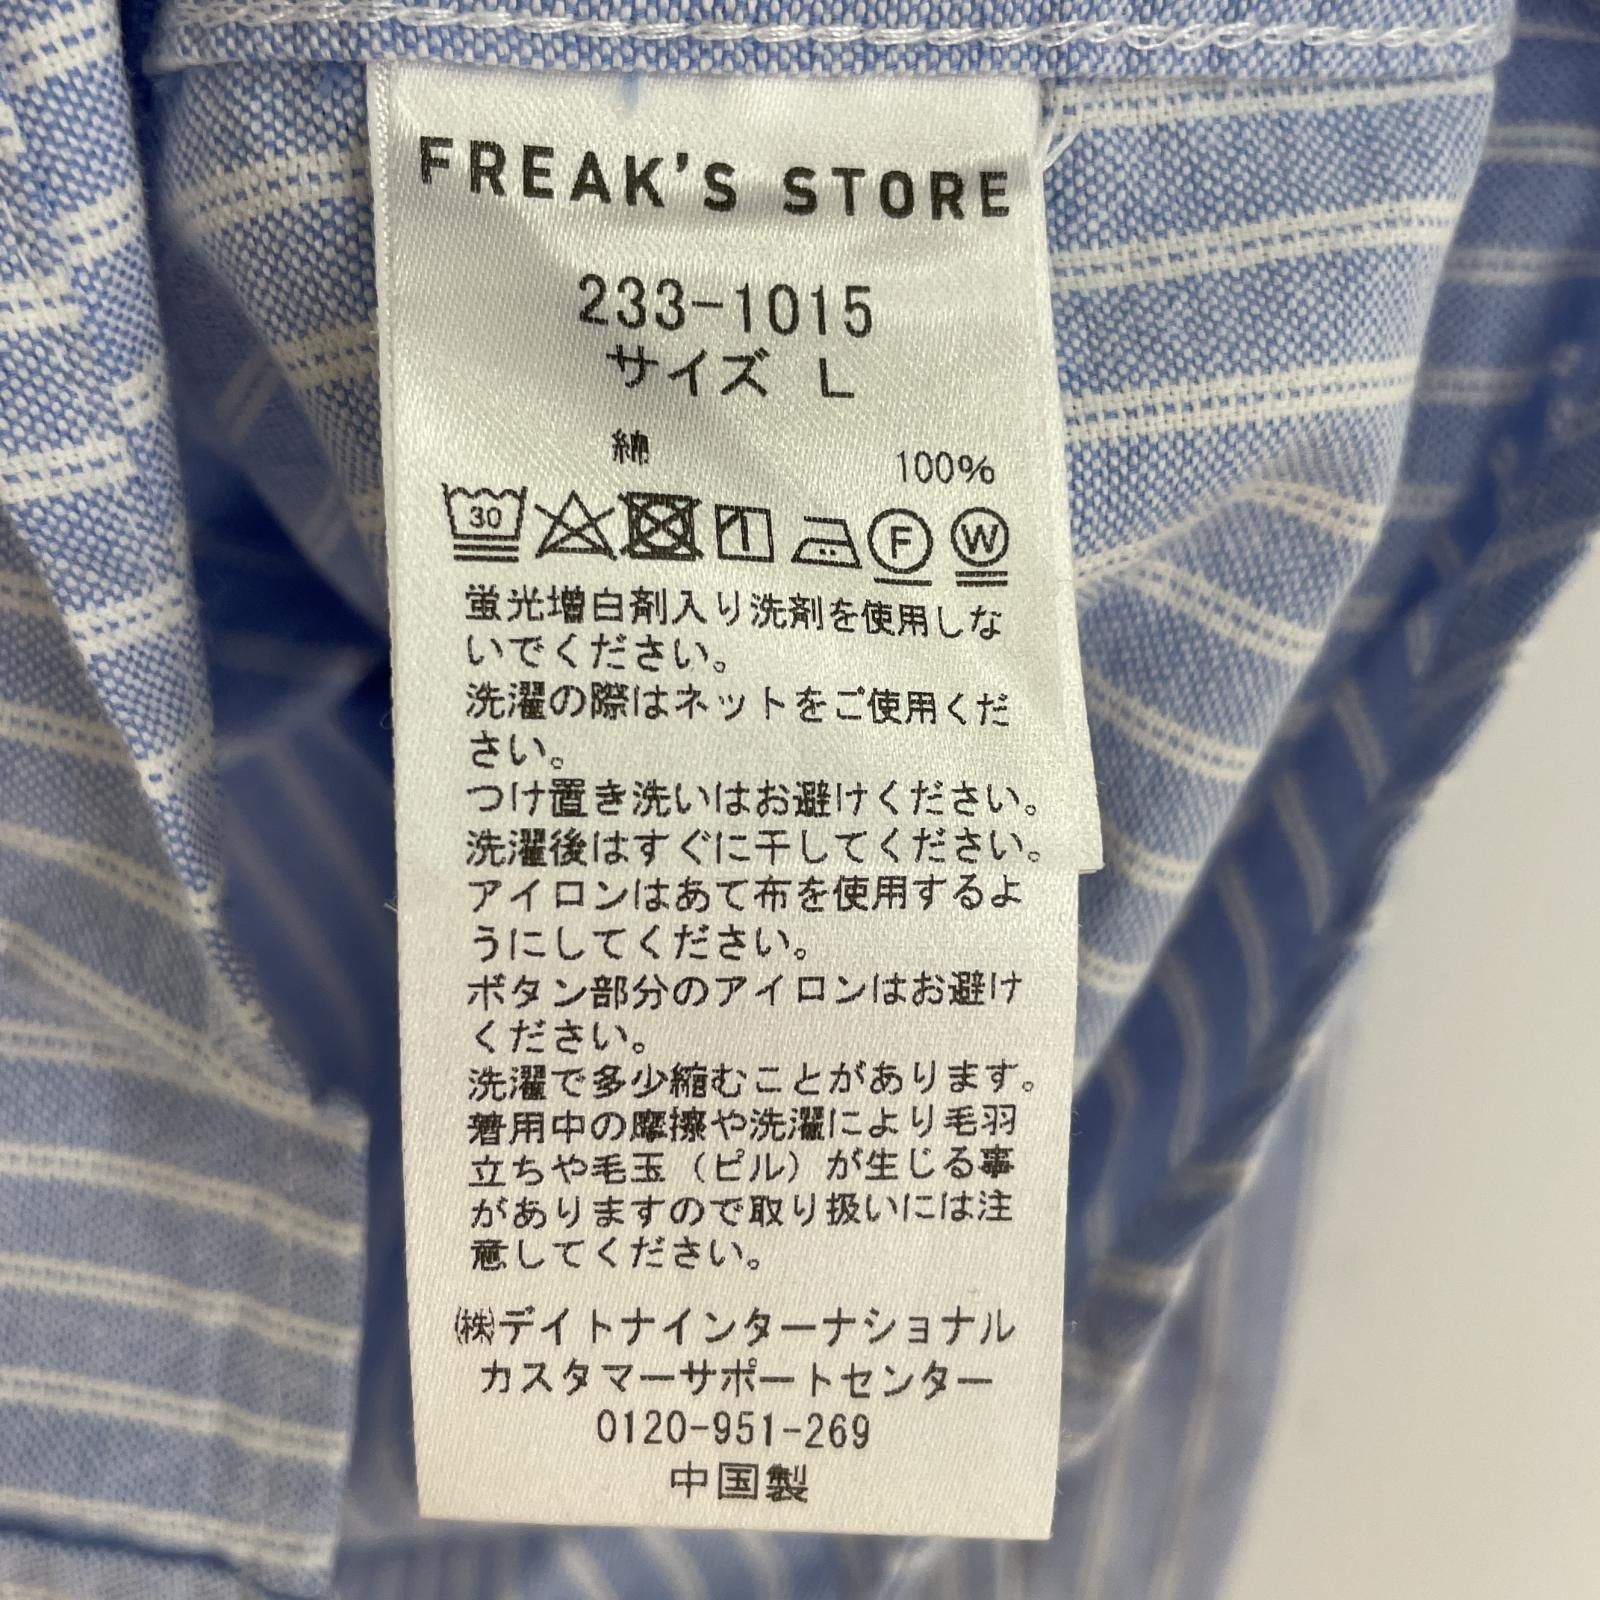 FREAK'S STORE
233-1015
サイズ L
綿 100%
30 F W
蛍光増白剤入り洗剤を使用しな
いでください。
洗濯の際はネットをご使用くだ
さい。
つけ置き洗いはお避けください。
洗濯後はすぐに干してください。
アイロンはあて布を使用するよ
うにしてください。
ボタン部分のアイロンはお避け
ください。
洗濯で多少縮むことがあります。
着用中の摩擦や洗濯により毛羽
立ちや毛玉（ピル）が生じる事
がありますので取り扱いには注
意してください。
㈱デイトナインターナショナル
カスタマーサポートセンター
0120-951-269
中国製